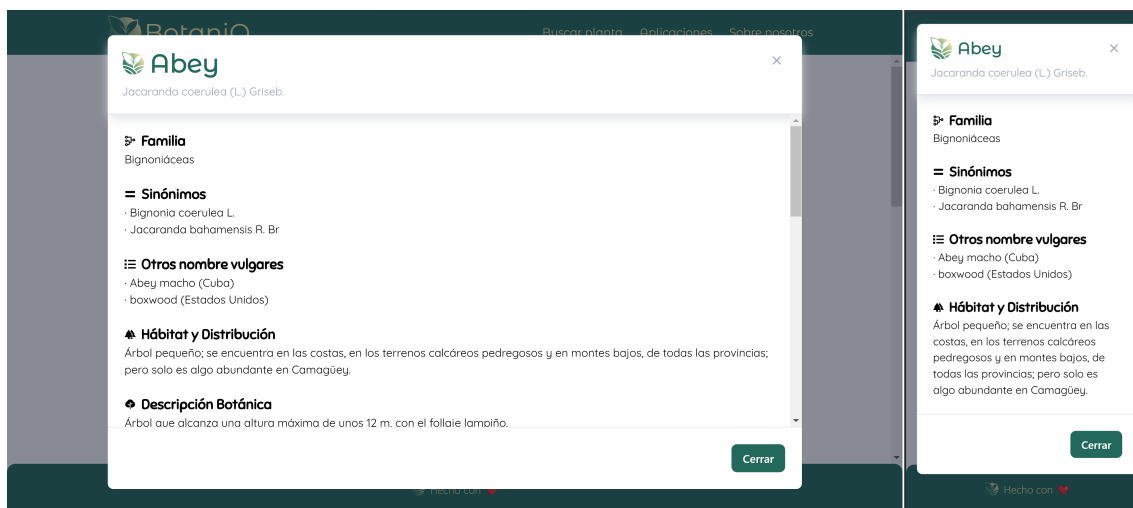 BotaniQ
Buscar planta Aplicaciones Sobre nosotros
Abey
×
Jacaranda coerulea (L.) Griseb.
Familia
Bignoniáceas
Sinónimos
· Bignonia coerulea L.
· Jacaranda bahamensis R. Br
Otros nombre vulgares
· Abey macho (Cuba)
· boxwood (Estados Unidos)
Hábitat y Distribución
Árbol pequeño; se encuentra en las costas, en los terrenos calcáreos pedregosos y en montes bajos, de todas las provincias;
pero solo es algo abundante en Camagüey.
Descripción Botánica
Árbol que alcanza una altura máxima de unos 12 m. con el follaje lampiño.
Cerrar
Hecho con
Abey
×
Jacaranda coerulea (L.) Griseb.
Familia
Bignoniáceas
Sinónimos
· Bignonia coerulea L.
· Jacaranda bahamensis R. Br
Otros nombre vulgares
· Abey macho (Cuba)
· boxwood (Estados Unidos)
Hábitat y Distribución
Árbol pequeño; se encuentra en las
costas, en los terrenos calcáreos
pedregosos y en montes bajos, de
todas las provincias; pero solo es
algo abundante en Camagüey.
Cerrar
Hecho con